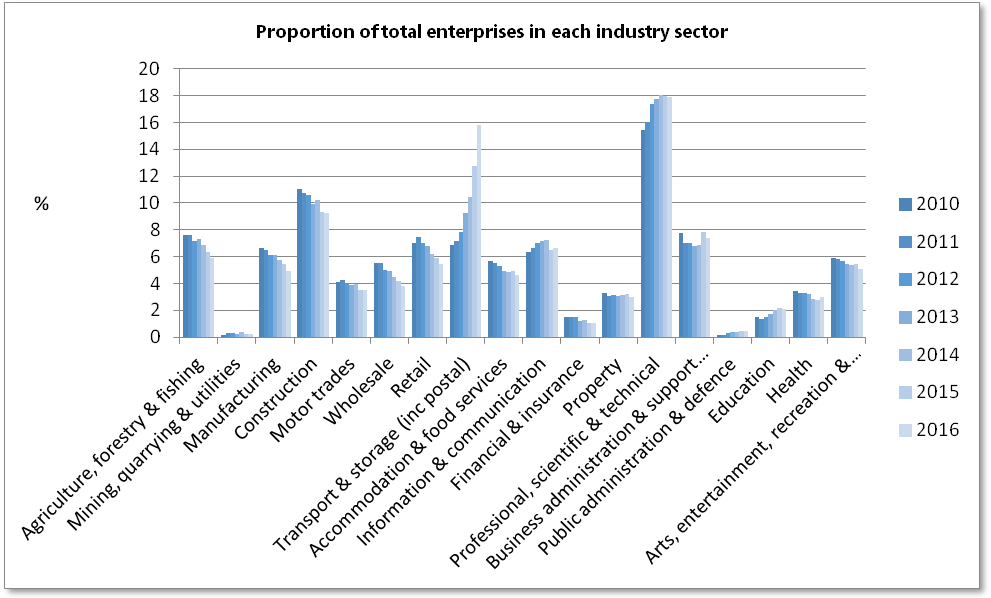 Proportion of total enterprises in each industry sector
20
18
16
14
12
10
8
6
4
2
0
%
Agriculture, forestry & fishing
Mining, quarrying & utilities
Manufacturing
Construction
Motor trades
Wholesale
Retail
Transport & storage (inc postal)
Accommodation & food services
Information & communication
Financial & insurance
Property
Professional, scientific & technical
Business administration & support...
Public administration & defence
Education
Health
Arts, entertainment, recreation &...
2010
2011
2012
2013
2014
2015
2016